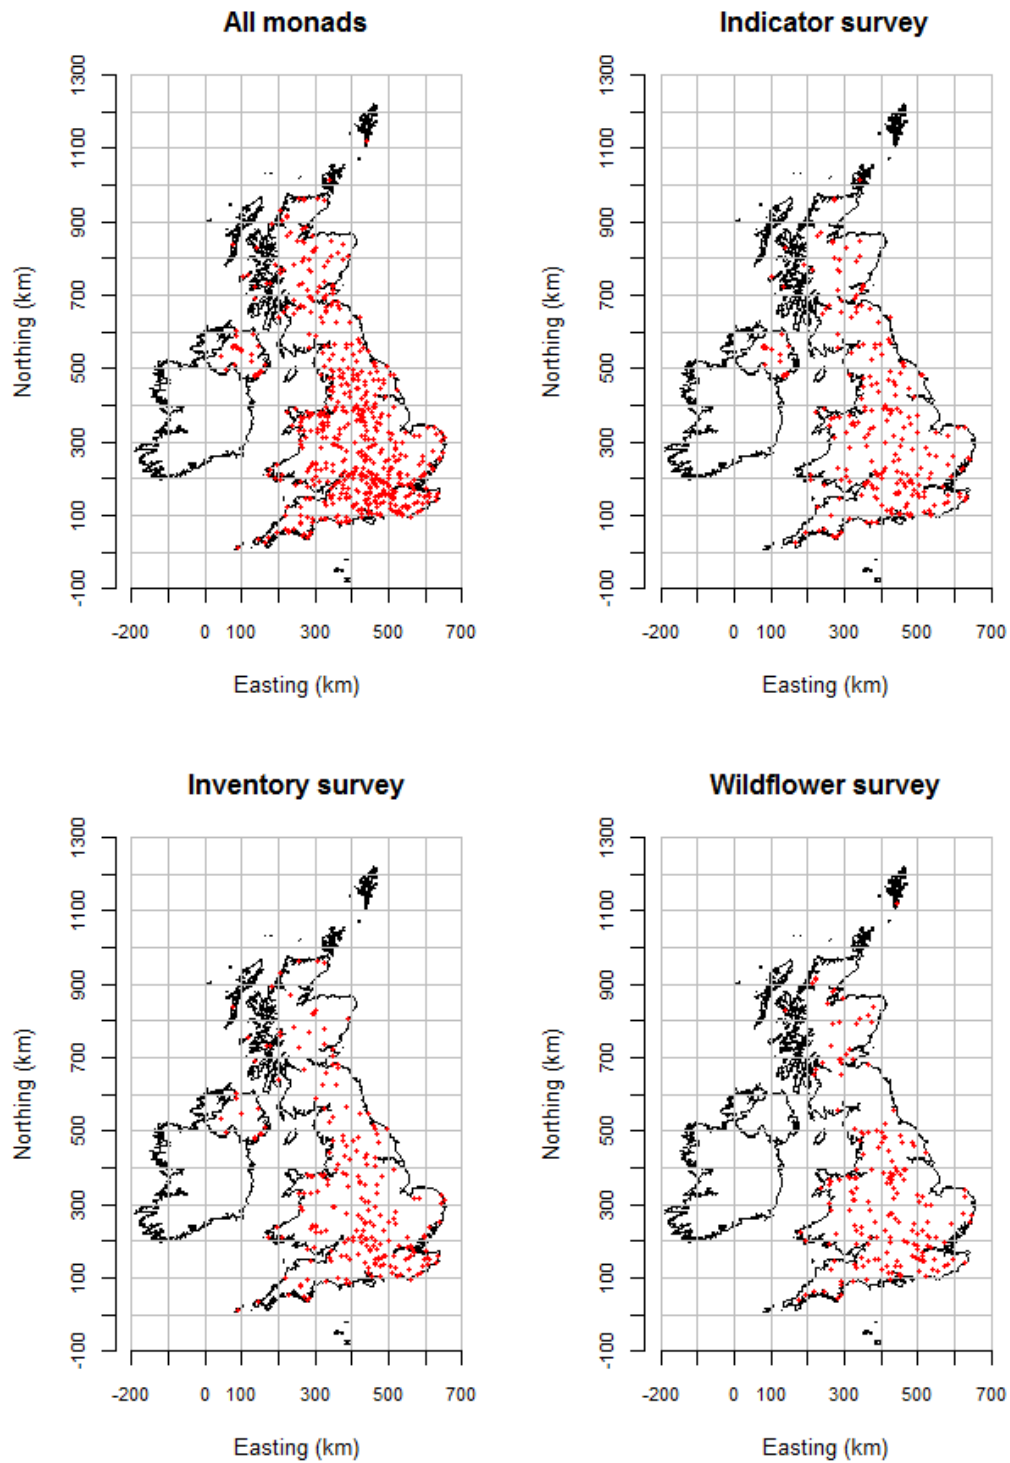 All monads
Indicator survey
Northing (km)
1300
1100
900
700
500
300
100
-100
-200 0 100 300 500 700
Easting (km)
Northing (km)
1300
1100
900
700
500
300
100
-100
-200 0 100 300 500 700
Easting (km)
Inventory survey
Wildflower survey
Northing (km)
1300
1100
900
700
500
300
100
-100
-200 0 100 300 500 700
Easting (km)
Northing (km)
1300
1100
900
700
500
300
100
-100
-200 0 100 300 500 700
Easting (km)